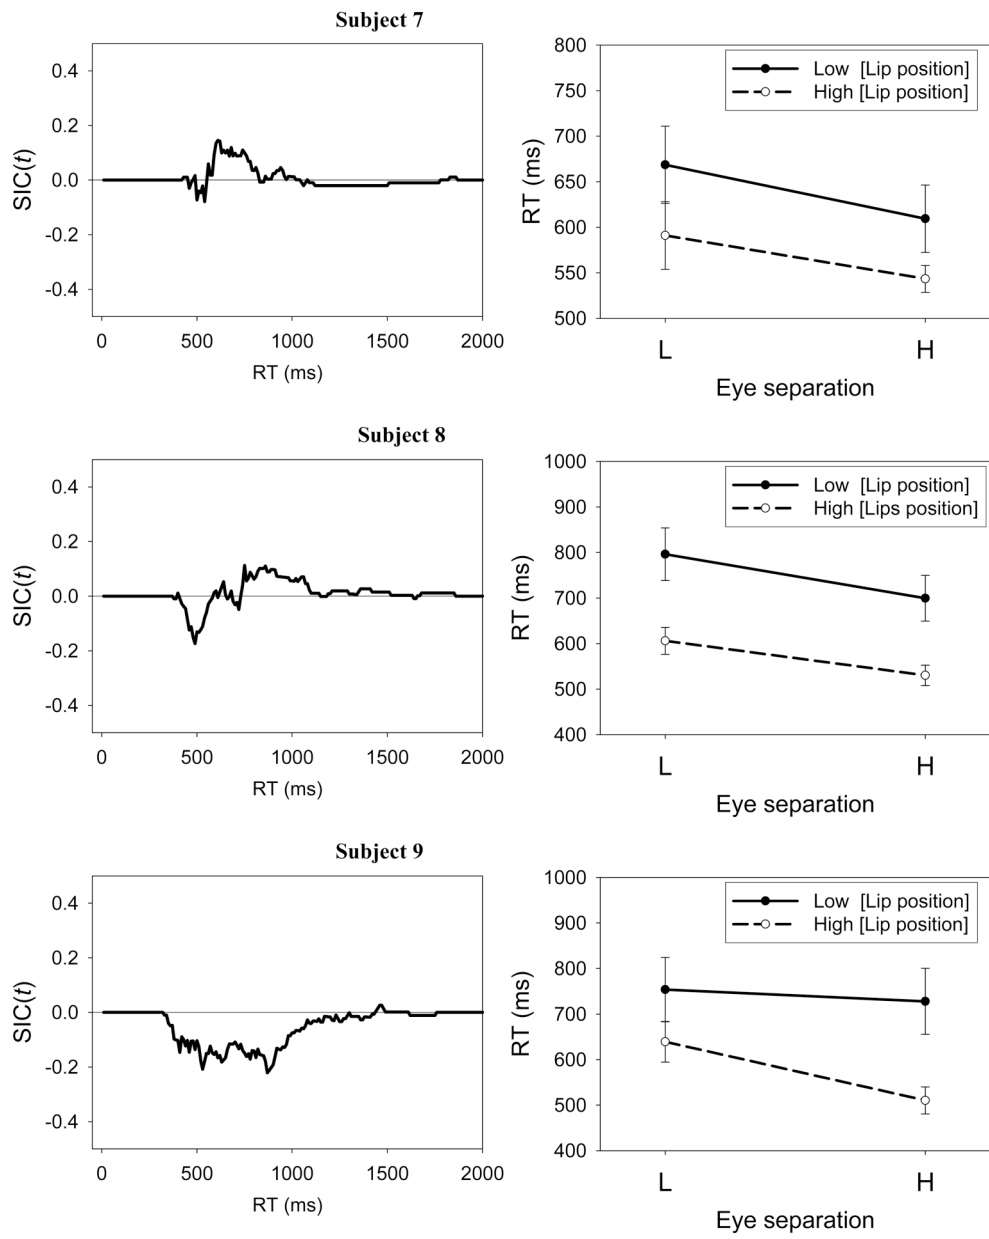 Subject 7
0.4
0.2
0.0
-0.2
-0.4
SIC(t)
0 500 1000 1500 2000
RT (ms)
800
750
700
650
600
550
500
RT (ms)
Low [Lip position]
High [Lip position]
L H
Eye separation
Subject 8
0.4
0.2
0.0
-0.2
-0.4
SIC(t)
0 500 1000 1500 2000
RT (ms)
1000
900
800
700
600
500
400
RT (ms)
Low [Lip position]
High [Lips position]
L H
Eye separation
Subject 9
0.4
0.2
0.0
-0.2
-0.4
SIC(t)
0 500 1000 1500 2000
RT (ms)
1000
900
800
700
600
500
400
RT (ms)
Low [Lip position]
High [Lip position]
L H
Eye separation